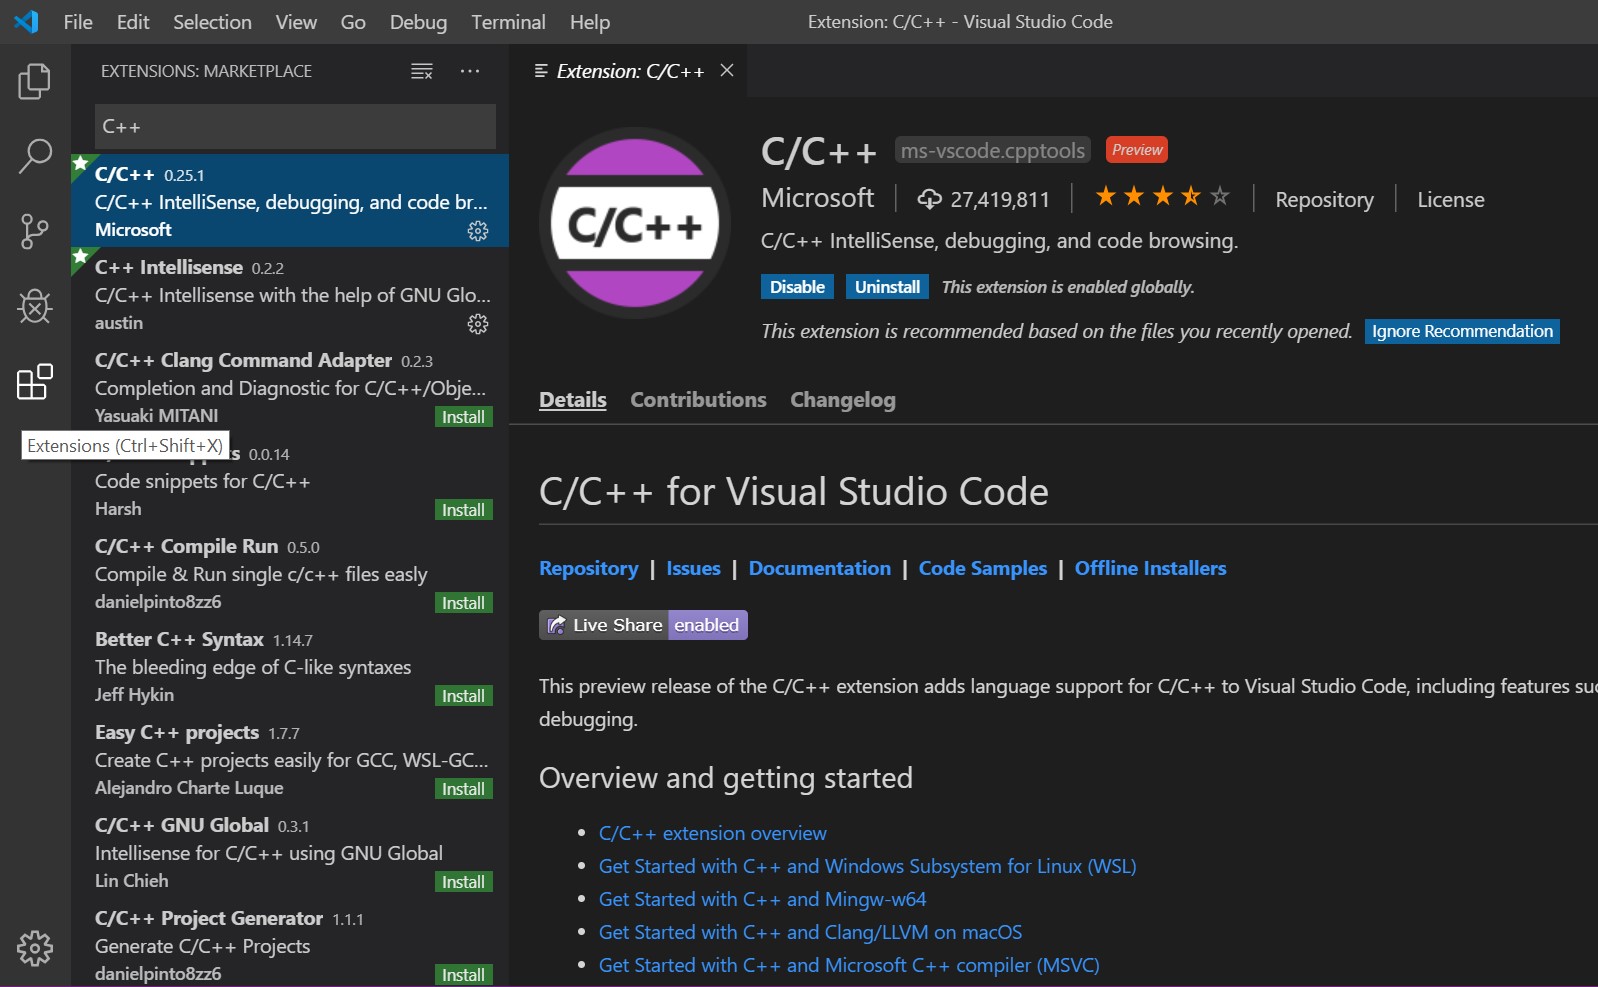 File Edit Selection View Go Debug Terminal Help
Extension: C/C++ - Visual Studio Code
EXTENSIONS: MARKETPLACE
C++
C/C++ 0.25.1
C/C++ IntelliSense, debugging, and code br...
Microsoft
C++ Intellisense 0.2.2
C/C++ Intellisense with the help of GNU Glo...
austin
C/C++ Clang Command Adapter 0.2.3
Completion and Diagnostic for C/C++/Obje...
Yasuaki MITANI Install
Extensions (Ctrl+Shift+X)
0.0.14
Code snippets for C/C++
Harsh Install
C/C++ Compile Run 0.5.0
Compile & Run single c/c++ files easly
danielpinto8zz6 Install
Better C++ Syntax 1.14.7
The bleeding edge of C-like syntaxes
Jeff Hykin Install
Easy C++ projects 1.7.7
Create C++ projects easily for GCC, WSL-GC...
Alejandro Charte Luque Install
C/C++ GNU Global 0.3.1
Intellisense for C/C++ using GNU Global
Lin Chieh Install
C/C++ Project Generator 1.1.1
Generate C/C++ Projects
danielpinto8zz6 Install
Extension: C/C++
C/C++
C/C++ ms-vscode.cpptools Preview
Microsoft 27,419,811 Repository License
C/C++ IntelliSense, debugging, and code browsing.
Disable Uninstall This extension is enabled globally.
This extension is recommended based on the files you recently opened. Ignore Recommendation
Details Contributions Changelog
C/C++ for Visual Studio Code
Repository | Issues | Documentation | Code Samples | Offline Installers
Live Share enabled
This preview release of the C/C++ extension adds language support for C/C++ to Visual Studio Code, including features
debugging.
Overview and getting started
• C/C++ extension overview
• Get Started with C++ and Windows Subsystem for Linux (WSL)
• Get Started with C++ and Mingw-w64
• Get Started with C++ and Clang/LLVM on macOS
• Get Started with C++ and Microsoft C++ compiler (MSVC)